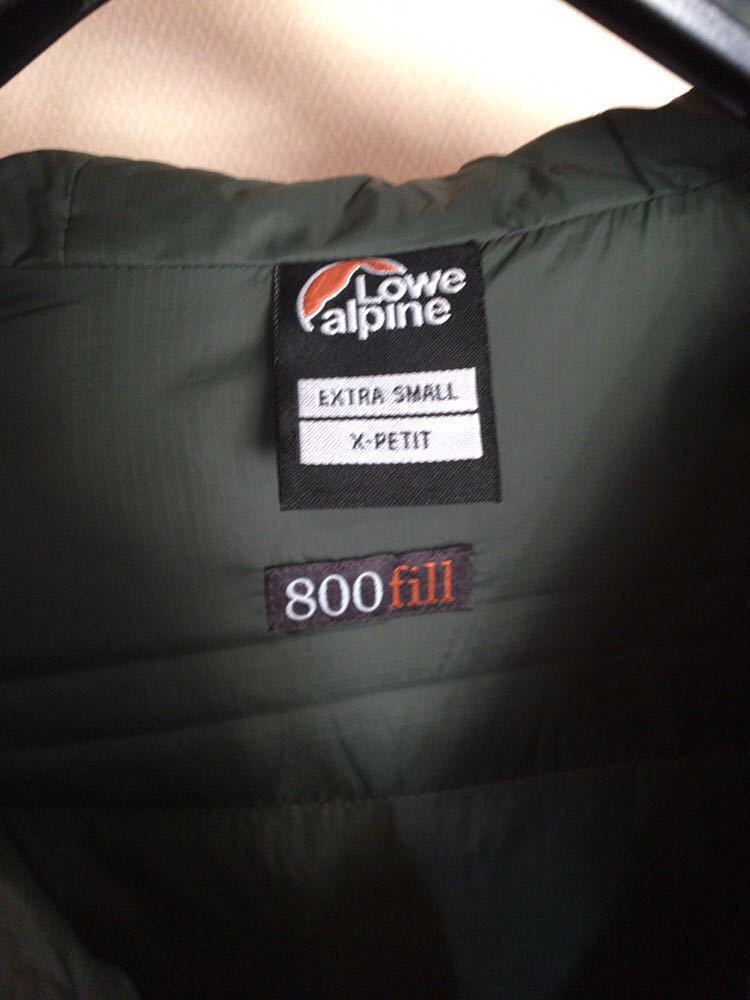 Lowe
alpine
EXTRA SMALL
X-PETIT
800fill